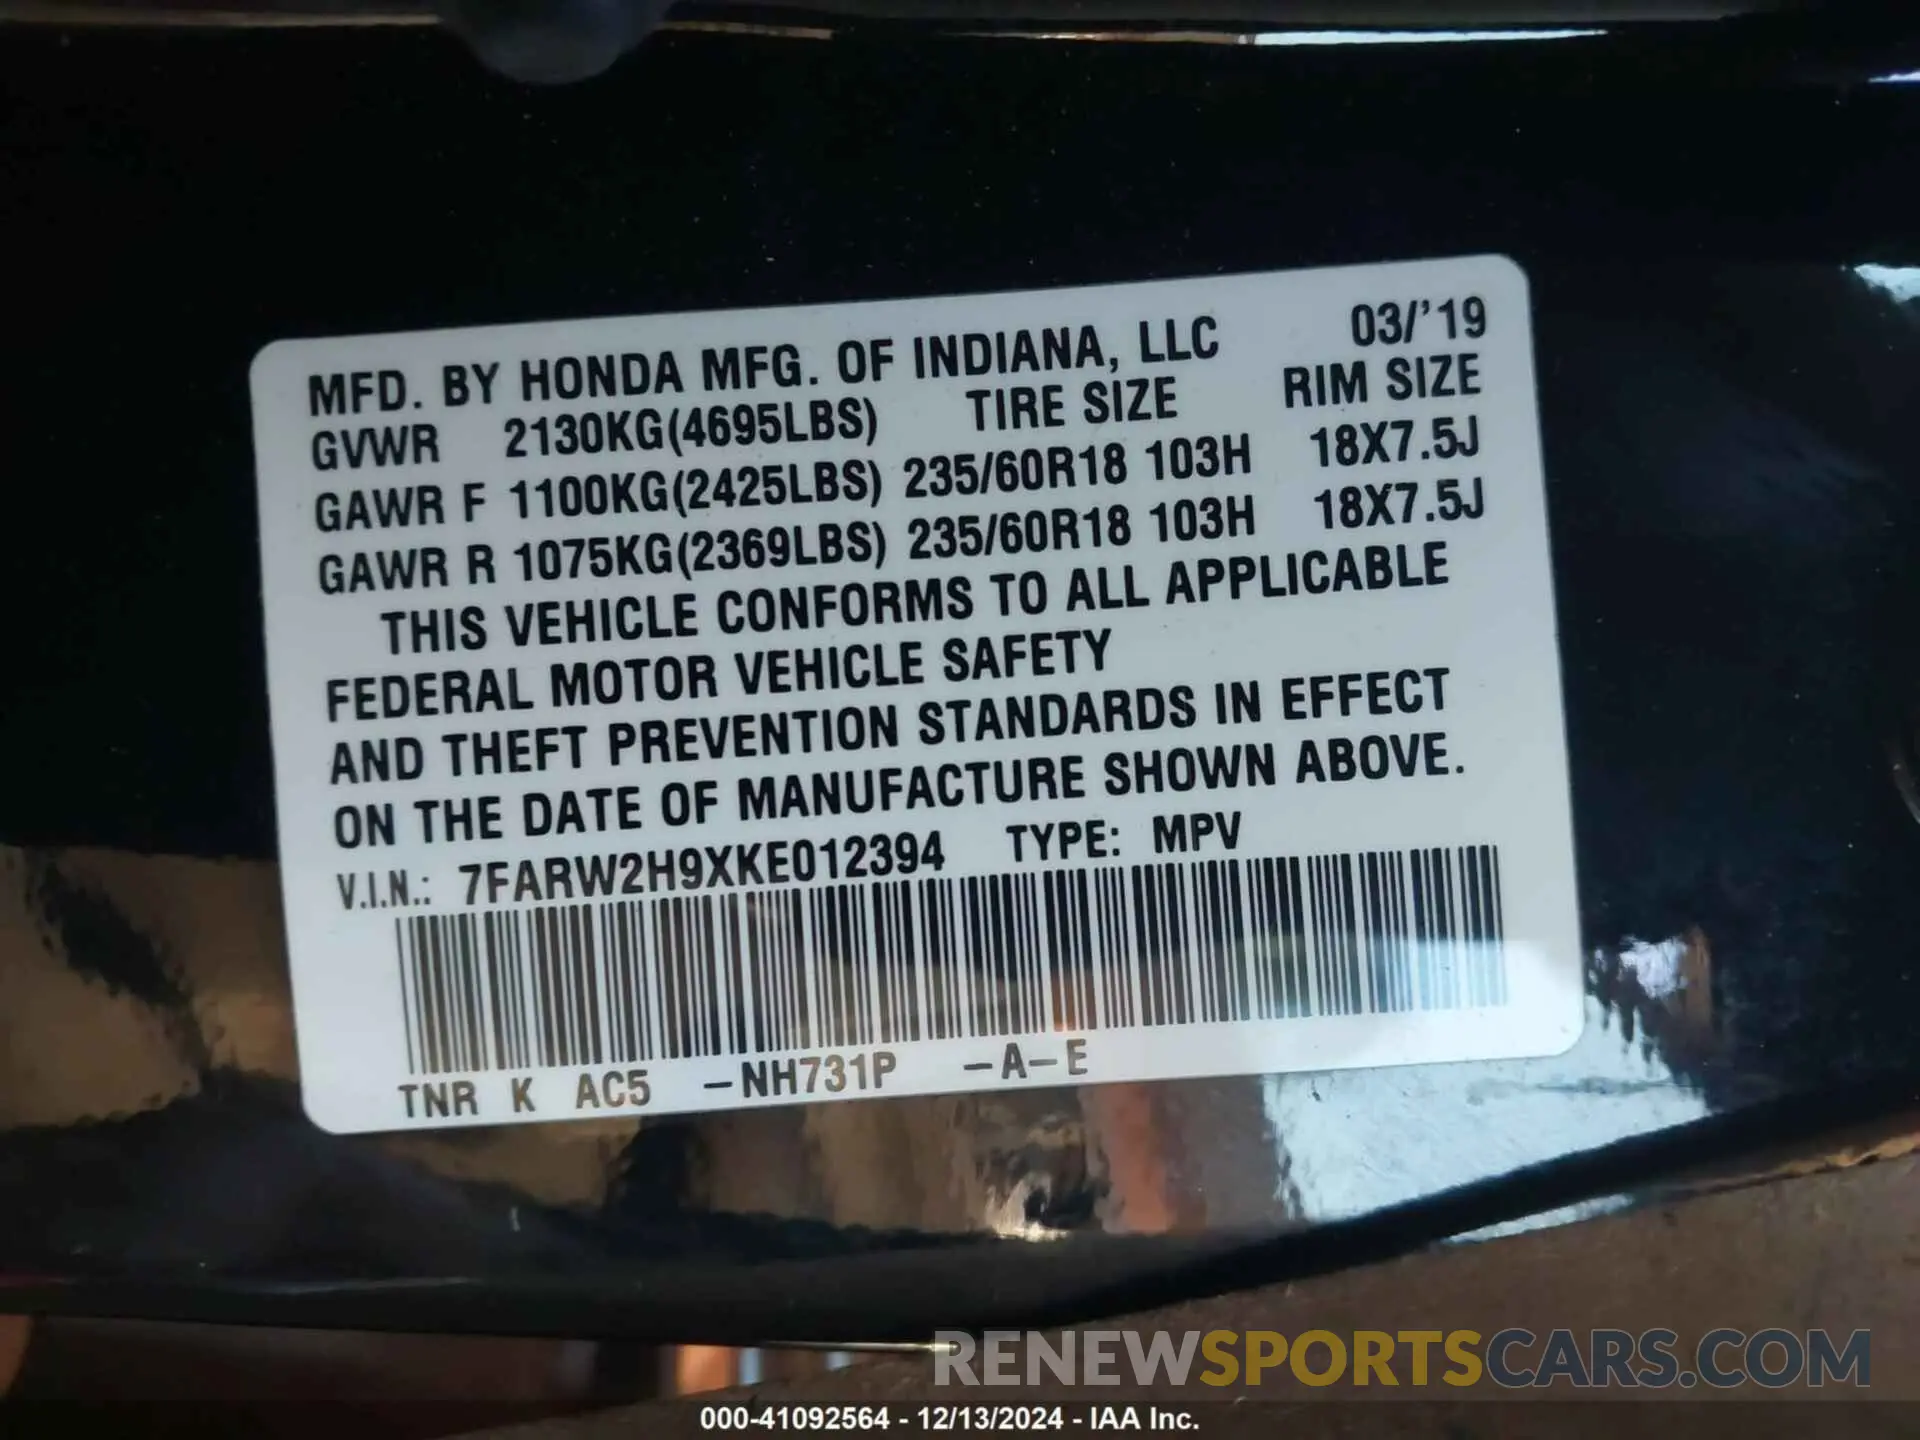 MFD. BY HONDA MFG. OF INDIANA, LLC 03/'19
GVWR 2130KG(4695LBS) TIRE SIZE RIM SIZE
GAWR F 1100KG(2425LBS) 235/60R18 103H 18X7.5J
GAWR R 1075KG(2369LBS) 235/60R18 103H 18X7.5J
THIS VEHICLE CONFORMS TO ALL APPLICABLE
FEDERAL MOTOR VEHICLE SAFETY
AND THEFT PREVENTION STANDARDS IN EFFECT
ON THE DATE OF MANUFACTURE SHOWN ABOVE.
V.I.N.: 7FARW2H9XKE012394 TYPE: MPV
TNR K AC5 -NH731P -A-E
RENEWSPORTSCARS.COM
000-41092564 - 12/13/2024 - IAA Inc.